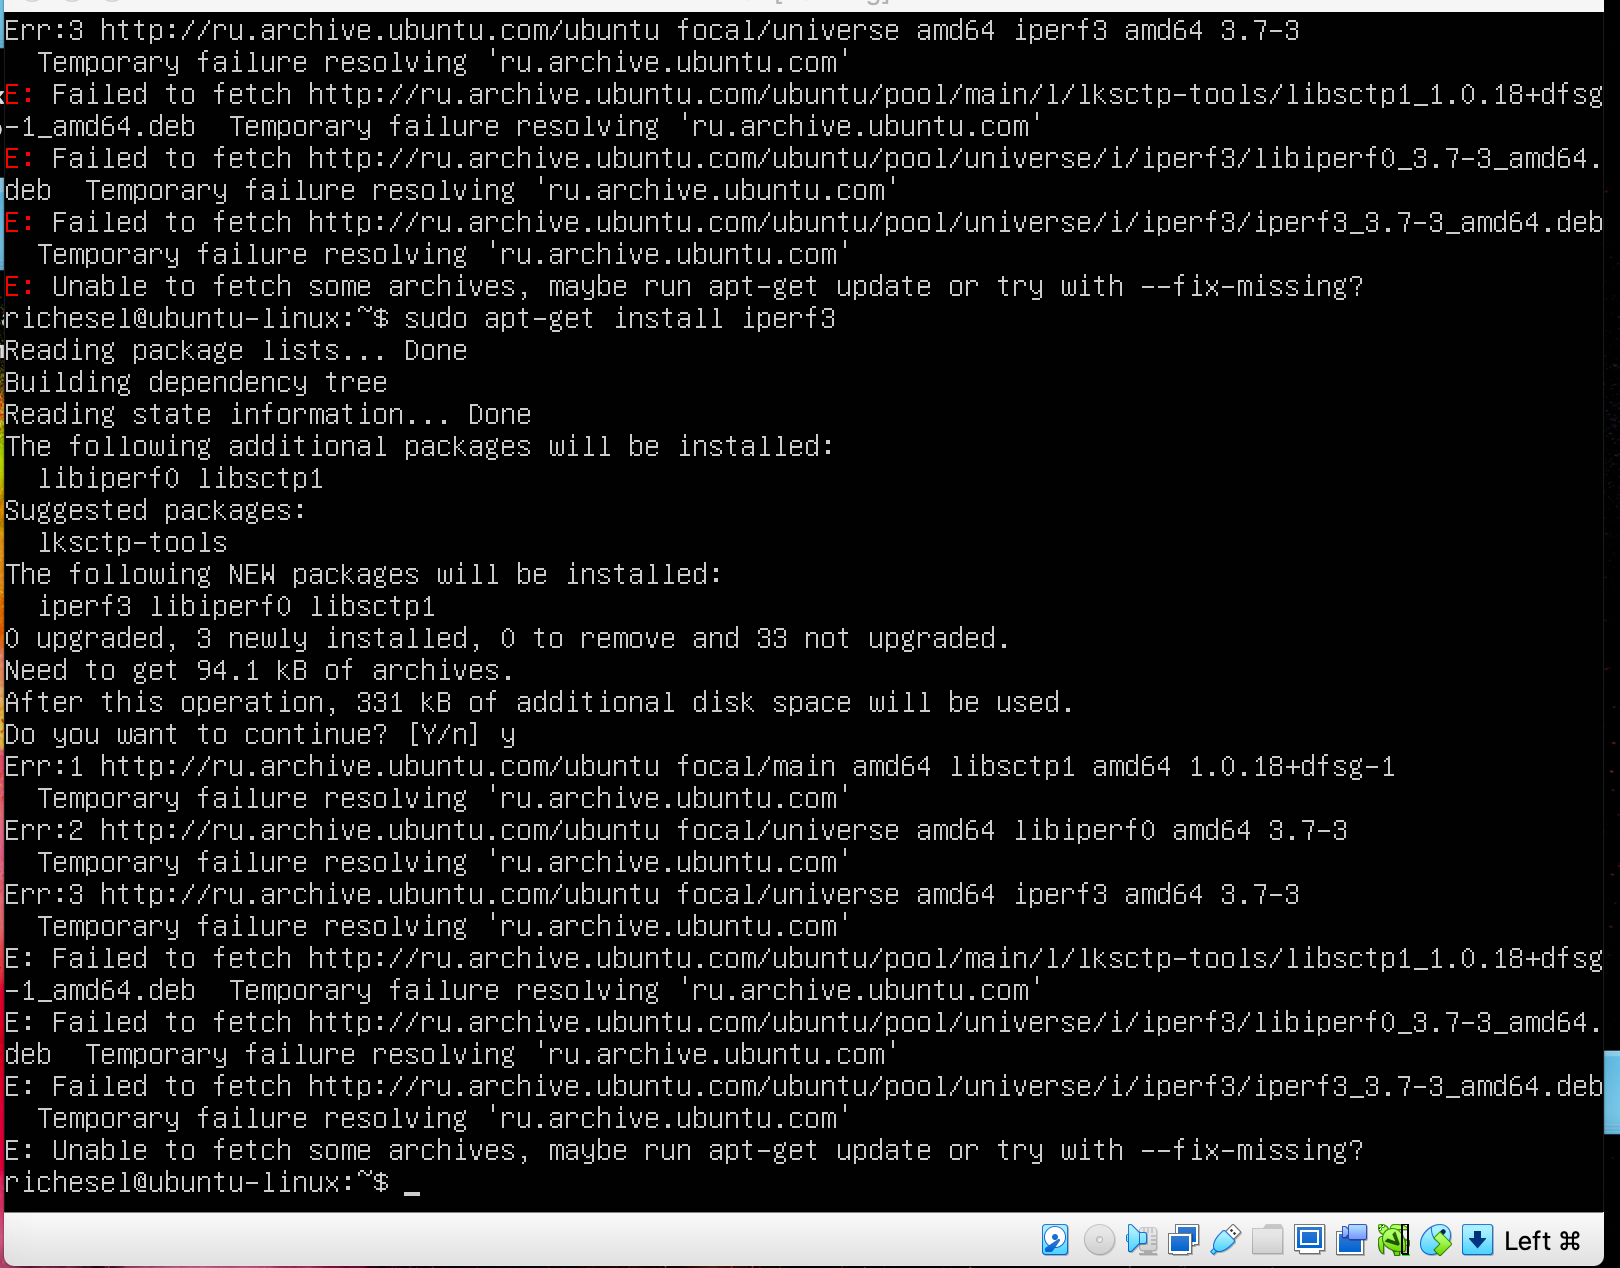 Err:3 http://ru.archive.ubuntu.com/ubuntu focal/universe amd64 iperf3 amd64 3.7-3
  Temporary failure resolving 'ru.archive.ubuntu.com'
E: Failed to fetch http://ru.archive.ubuntu.com/ubuntu/pool/main/l/lksctp-tools/libsctp1_1.0.18+dfsg
-1_amd64.deb  Temporary failure resolving 'ru.archive.ubuntu.com'
E: Failed to fetch http://ru.archive.ubuntu.com/ubuntu/pool/universe/i/iperf3/libiperf0_3.7-3_amd64.
deb  Temporary failure resolving 'ru.archive.ubuntu.com'
E: Failed to fetch http://ru.archive.ubuntu.com/ubuntu/pool/universe/i/iperf3/iperf3_3.7-3_amd64.deb
  Temporary failure resolving 'ru.archive.ubuntu.com'
E: Unable to fetch some archives, maybe run apt-get update or try with --fix-missing?
richesel@ubuntu-linux:~$ sudo apt-get install iperf3
Reading package lists... Done
Building dependency tree
Reading state information... Done
The following additional packages will be installed:
  libiperf0 libsctp1
Suggested packages:
  lksctp-tools
The following NEW packages will be installed:
  iperf3 libiperf0 libsctp1
0 upgraded, 3 newly installed, 0 to remove and 33 not upgraded.
Need to get 94.1 kB of archives.
After this operation, 331 kB of additional disk space will be used.
Do you want to continue? [Y/n] y
Err:1 http://ru.archive.ubuntu.com/ubuntu focal/main amd64 libsctp1 amd64 1.0.18+dfsg-1
  Temporary failure resolving 'ru.archive.ubuntu.com'
Err:2 http://ru.archive.ubuntu.com/ubuntu focal/universe amd64 libiperf0 amd64 3.7-3
  Temporary failure resolving 'ru.archive.ubuntu.com'
Err:3 http://ru.archive.ubuntu.com/ubuntu focal/universe amd64 iperf3 amd64 3.7-3
  Temporary failure resolving 'ru.archive.ubuntu.com'
E: Failed to fetch http://ru.archive.ubuntu.com/ubuntu/pool/main/l/lksctp-tools/libsctp1_1.0.18+dfsg
-1_amd64.deb  Temporary failure resolving 'ru.archive.ubuntu.com'
E: Failed to fetch http://ru.archive.ubuntu.com/ubuntu/pool/universe/i/iperf3/libiperf0_3.7-3_amd64.
deb  Temporary failure resolving 'ru.archive.ubuntu.com'
E: Failed to fetch http://ru.archive.ubuntu.com/ubuntu/pool/universe/i/iperf3/iperf3_3.7-3_amd64.deb
  Temporary failure resolving 'ru.archive.ubuntu.com'
E: Unable to fetch some archives, maybe run apt-get update or try with --fix-missing?
richesel@ubuntu-linux:~$ _
Left ⌘